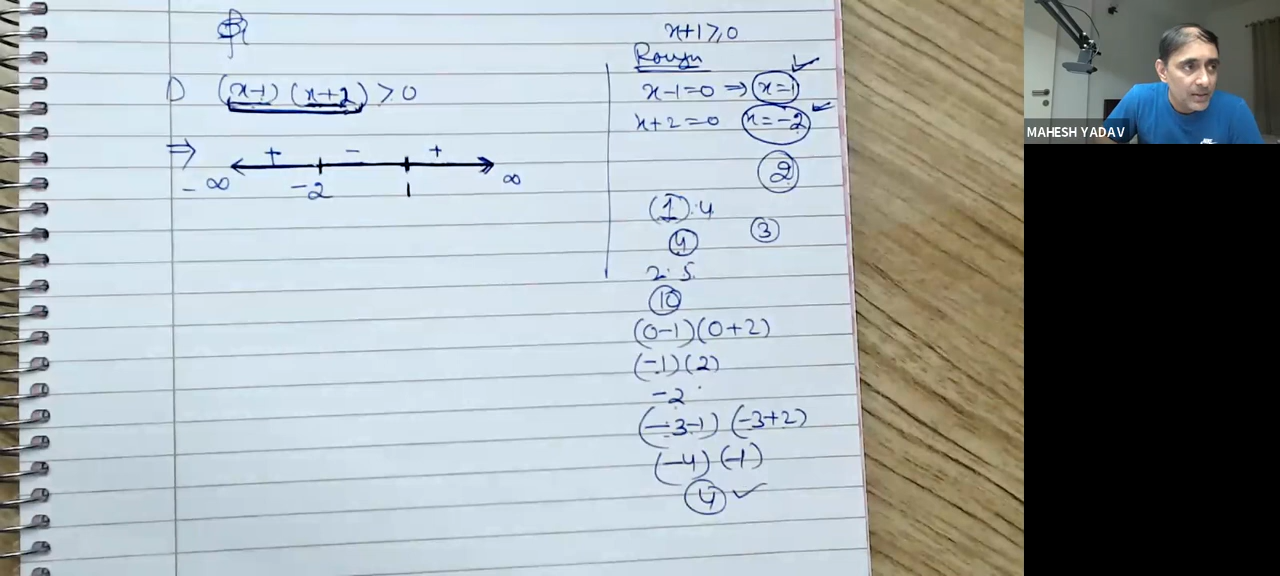 x+1≥0
Rough
1) (x-1) (x+2) > 0
x-1=0 ⇒ x=1 ✓
x+2=0 x=-2 ✓
⇒ + - +
-∞ -2 1 ∞
2
(1)·4
4 3
2·5
10
(0-1)(0+2)
(-1)(2)
-2
(-3-1) (-3+2)
(-4) (-1)
4 ✓
MAHESH YADAV